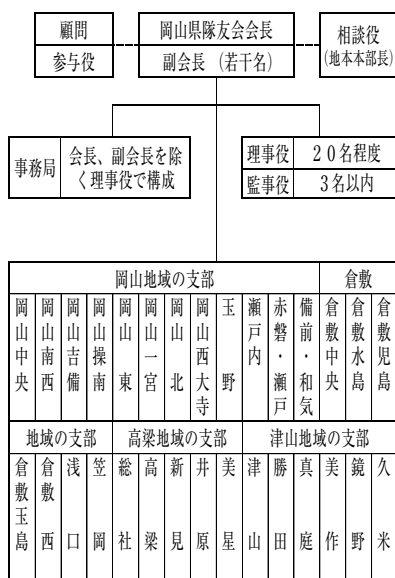 顧問
参与役
岡山県隊友会会長
副会長（若干名）
相談役
(地本本部長)
事務局
会長、副会長を除
く理事役で構成
理事役 20名程度
監事役 3名以内
岡山地域の支部
倉敷
岡山中央
岡山南西
岡山吉備
岡山操南
岡山東
岡山一宮
岡山北
岡山西大寺
玉野
瀬戸内
赤磐・瀬戸
備前・和気
倉敷中央
倉敷水島
倉敷児島
地域の支部
高梁地域の支部
津山地域の支部
倉敷玉島
倉敷西
浅口
笠岡
総社
高梁
新見
井原
美星
津山
勝田
真庭
美作
鏡野
久米